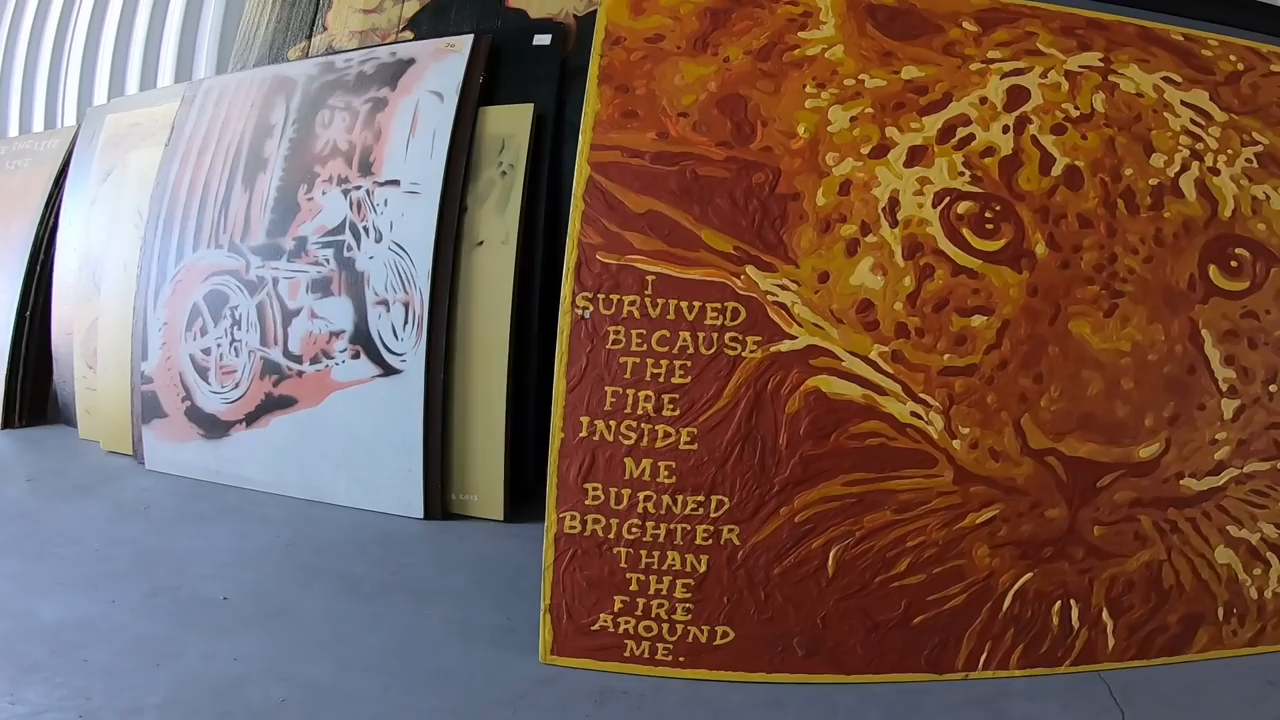 I
SURVIVED
BECAUSE
THE
FIRE
INSIDE
ME
BURNED
BRIGHTER
THAN
THE
FIRE
AROUND
ME.